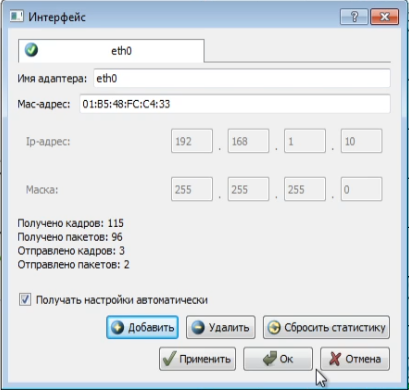 Интерфейс
eth0
Имя адаптера: eth0
Mac-адрес: 01:B5:48:FC:C4:33
Ip-адрес: 192 . 168 . 1 . 10
Маска: 255 . 255 . 255 . 0
Получено кадров: 115
Получено пакетов: 96
Отправлено кадров: 3
Отправлено пакетов: 2
Получать настройки автоматически
Добавить Удалить Сбросить статистику
Применить Ок Отмена